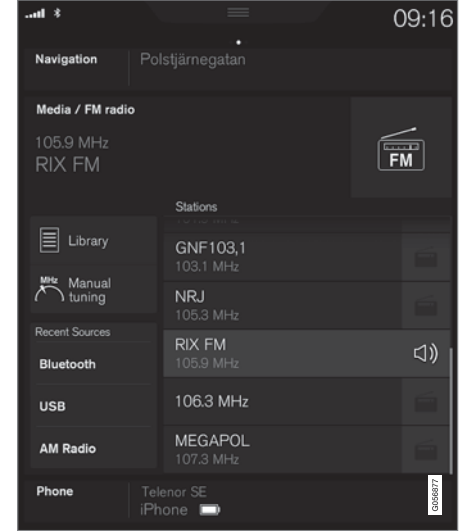 09:16
Navigation
Polstjärnegatan
Media / FM radio
105.9 MHz
RIX FM
FM
Stations
Library
MHz Manual
tuning
GNF103,1
103.1 MHz
NRJ
105.3 MHz
RIX FM
105.9 MHz
106.3 MHz
MEGAPOL
107.3 MHz
Recent Sources
Bluetooth
USB
AM Radio
Phone
Telenor SE
iPhone
G056877